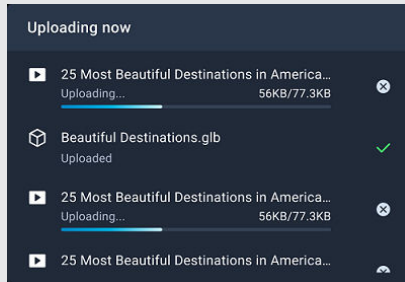 Uploading now
25 Most Beautiful Destinations in America...
Uploading... 56KB/77.3KB
Beautiful Destinations.glb
Uploaded
25 Most Beautiful Destinations in America...
Uploading... 56KB/77.3KB
25 Most Beautiful Destinations in America...